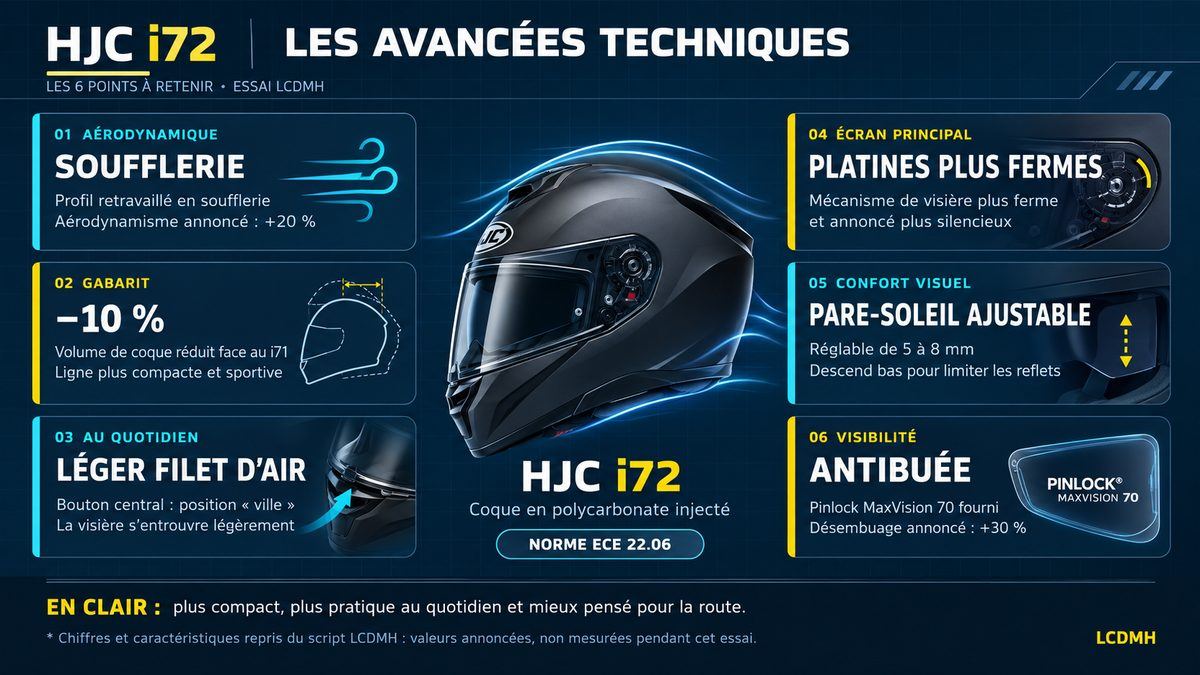 HJC i72
LES AVANCÉES TECHNIQUES
LES 6 POINTS À RETENIR • ESSAI LCDMH
01 AÉRODYNAMIQUE
SOUFFLERIE
Profil retravaillé en soufflerie
Aérodynamisme annoncé : +20 %
02 GABARIT
−10 %
Volume de coque réduit face au i71
Ligne plus compacte et sportive
03 AU QUOTIDIEN
LÉGER FILET D’AIR
Bouton central : position « ville »
La visière s’entrouvre légèrement
HJC
HJC i72
Coque en polycarbonate injecté
NORME ECE 22.06
04 ÉCRAN PRINCIPAL
PLATINES PLUS FERMES
Mécanisme de visière plus ferme
et annoncé plus silencieux
05 CONFORT VISUEL
PARE-SOLEIL AJUSTABLE
Réglable de 5 à 8 mm
Descend bas pour limiter les reflets
06 VISIBILITÉ
ANTIBUÉE
Pinlock MaxVision 70 fourni
Désembuage annoncé : +30 %
PINLOCK®
MAXVISION 70
EN CLAIR : plus compact, plus pratique au quotidien et mieux pensé pour la route.
* Chiffres et caractéristiques repris du script LCDMH : valeurs annoncées, non mesurées pendant cet essai.
LCDMH